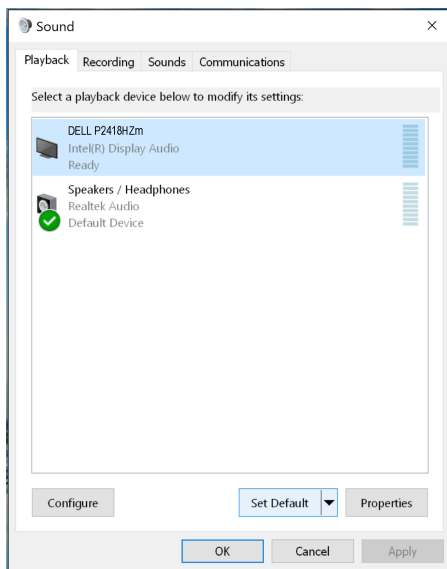 Sound
Playback Recording Sounds Communications
Select a playback device below to modify its settings:
DELL P2418HZm
Intel(R) Display Audio
Ready
Speakers / Headphones
Realtek Audio
Default Device
Configure Set Default Properties
OK Cancel Apply